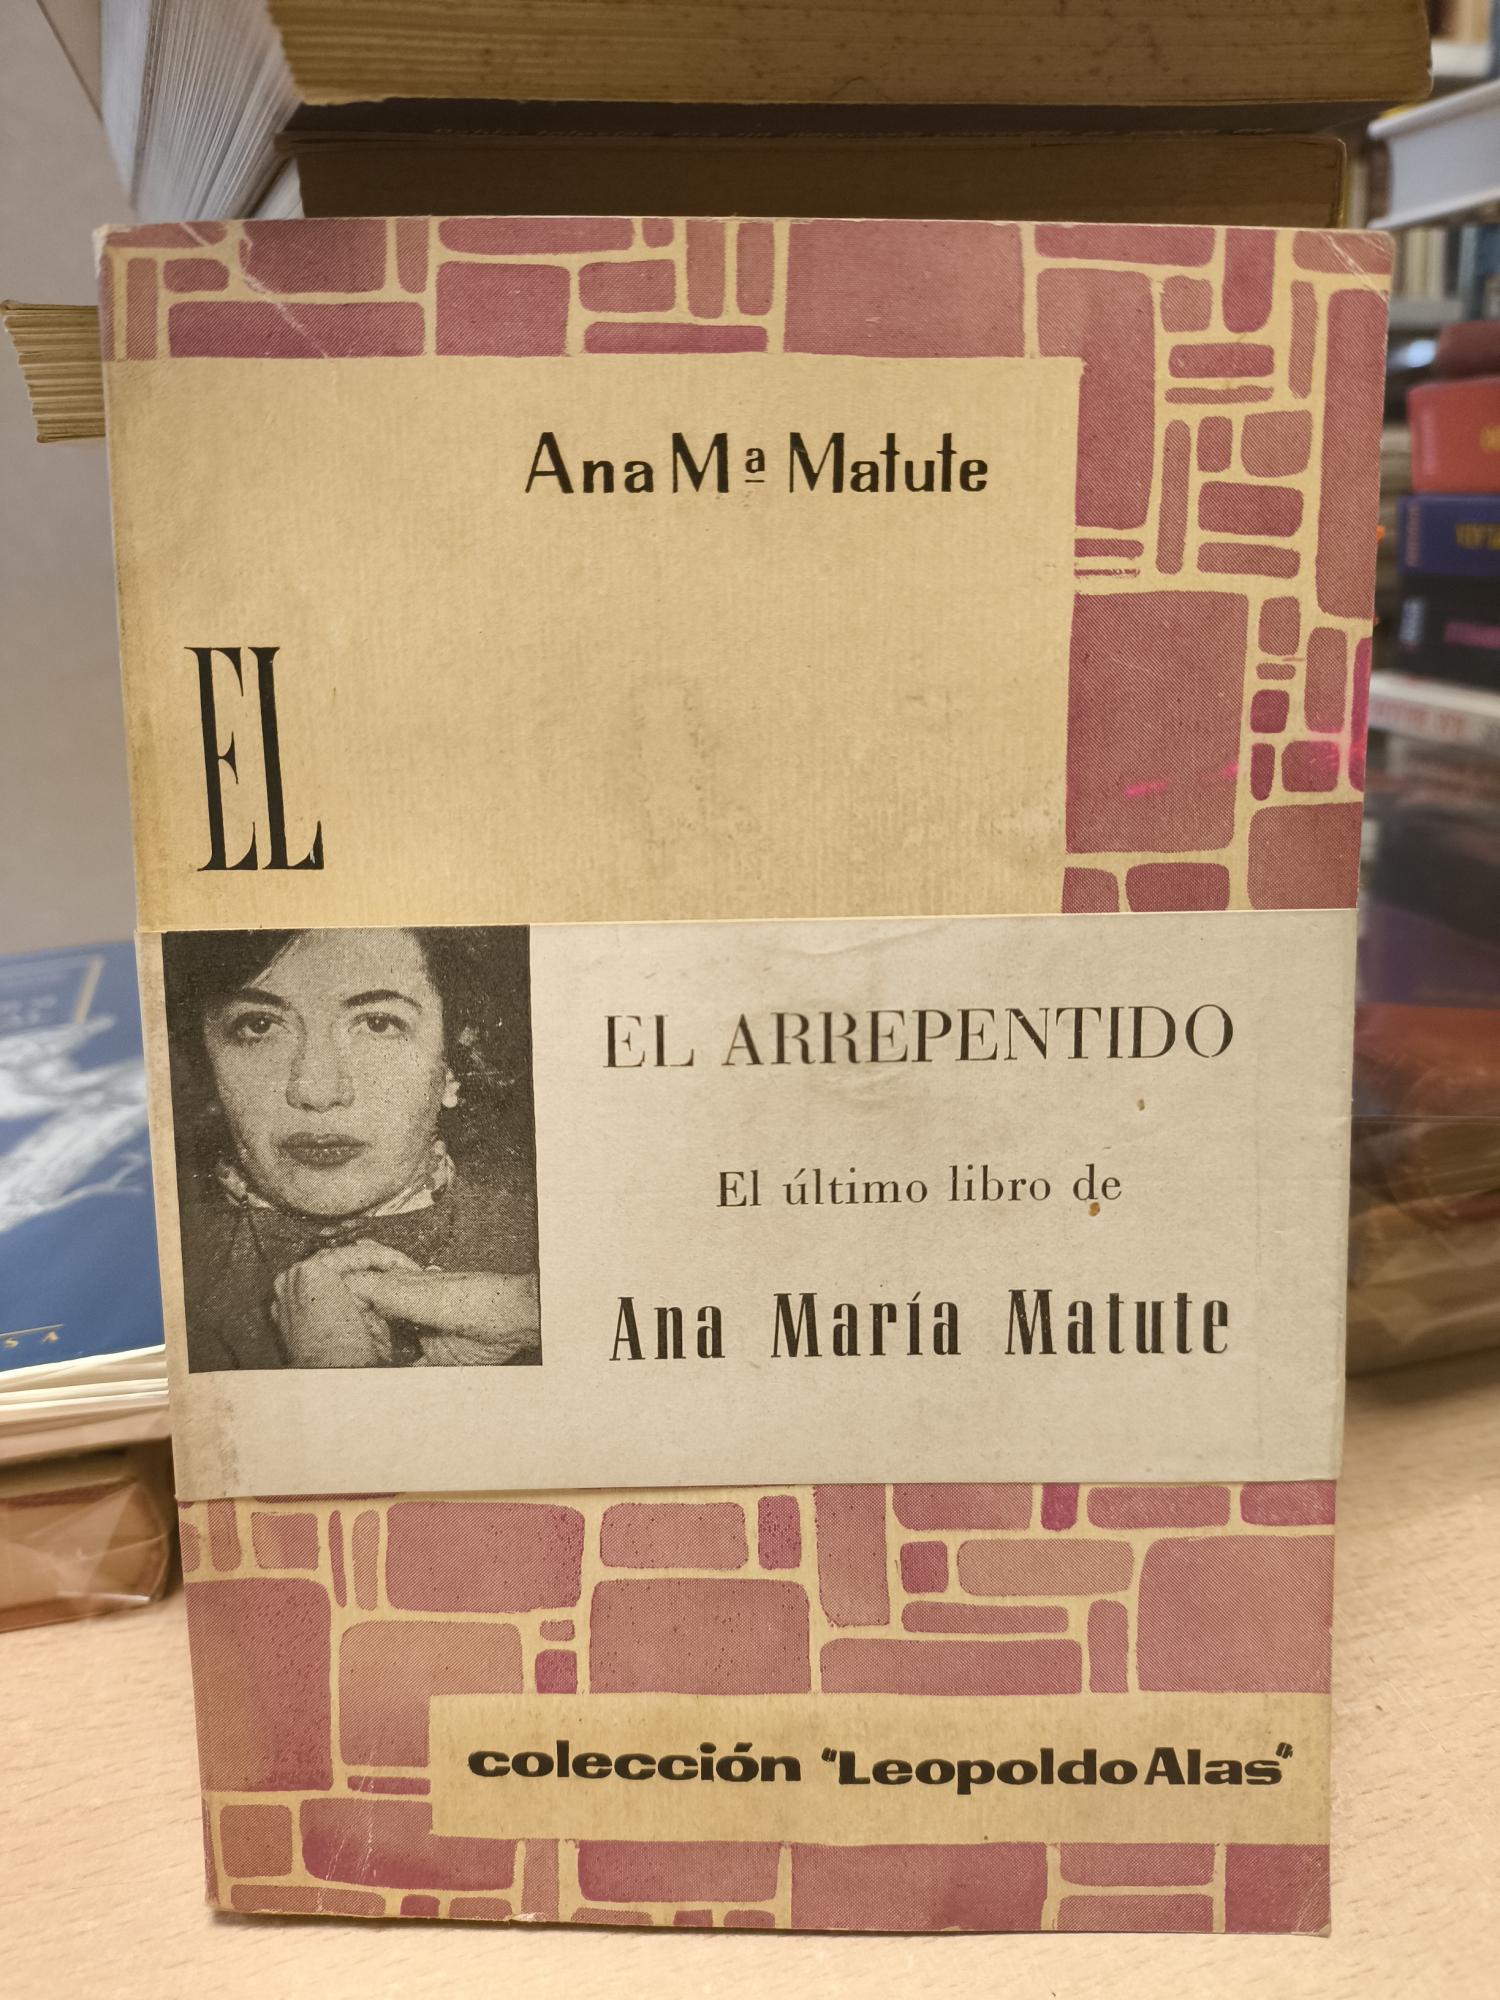 Ana Mª Matute
EL
EL ARREPENTIDO
El último libro de
Ana María Matute
colección "Leopoldo Alas"
S A